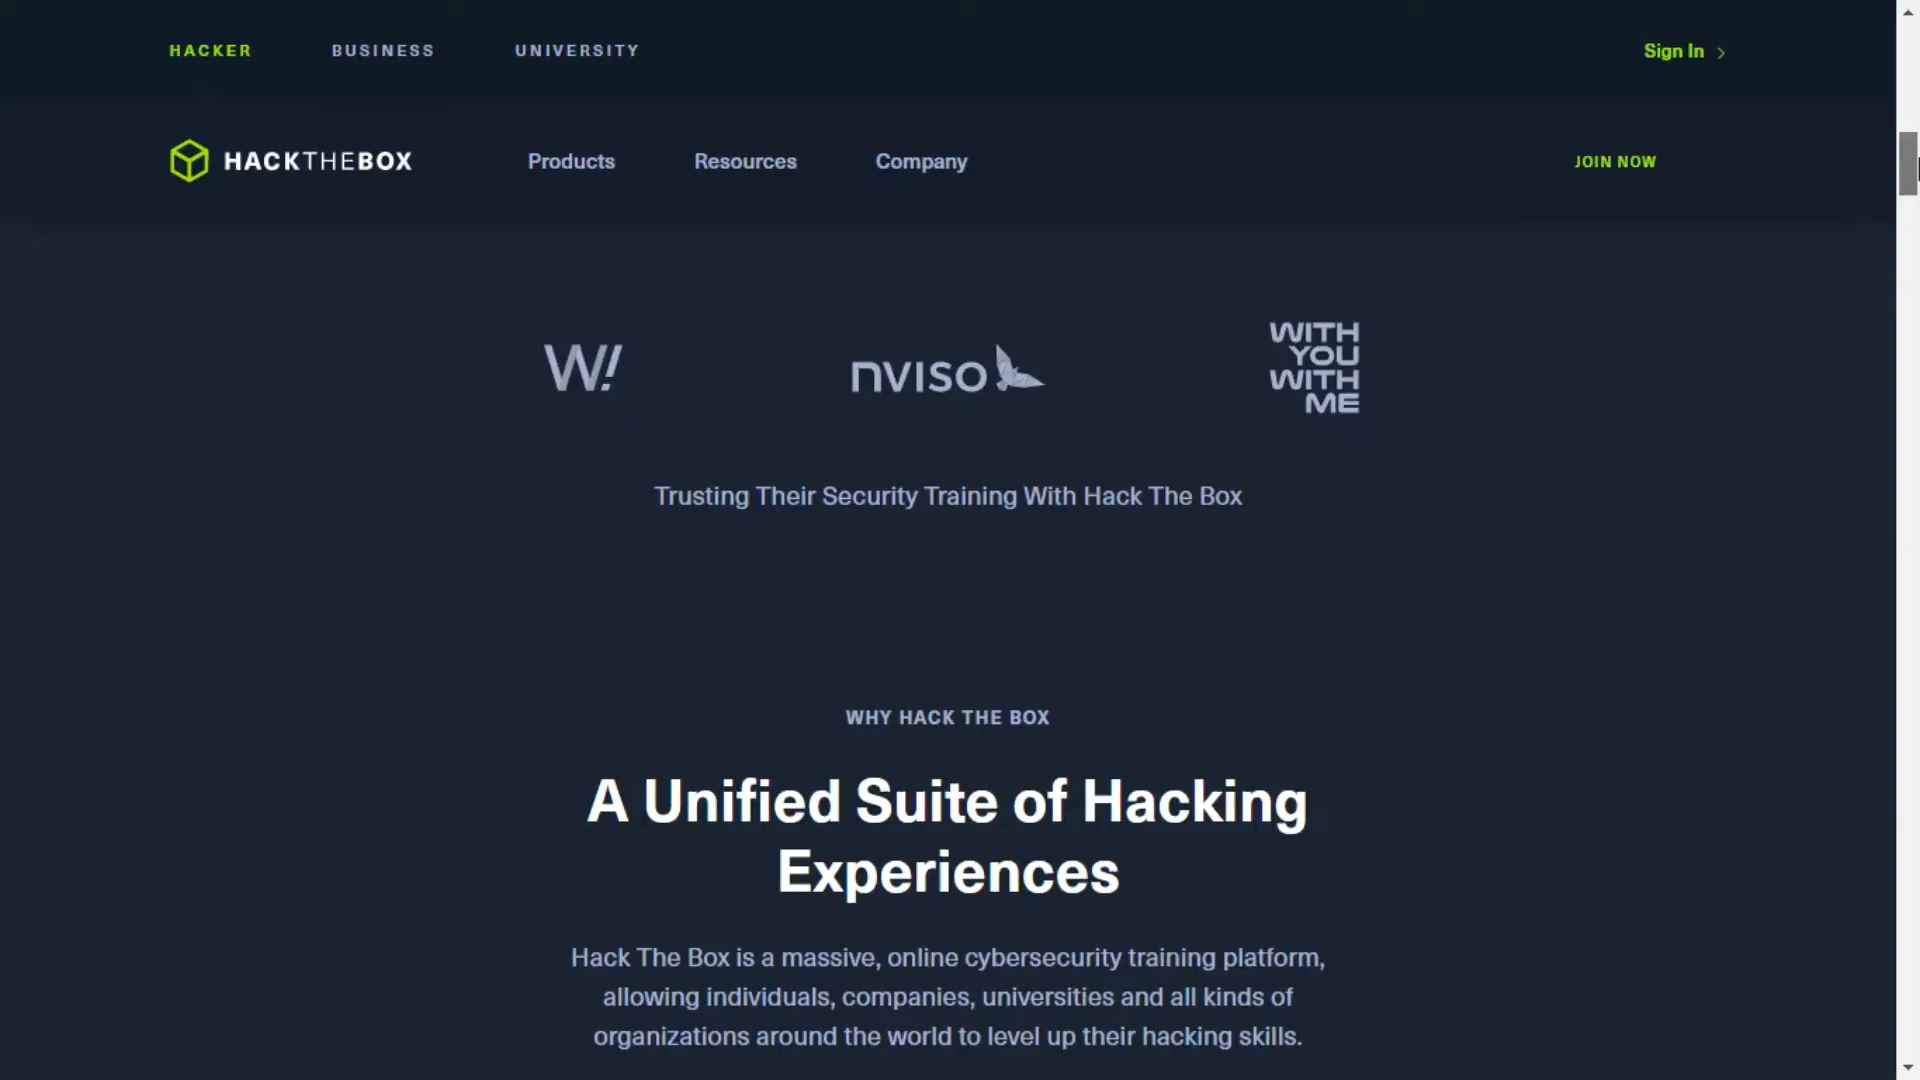 HACKER BUSINESS UNIVERSITY Sign In
HACKTHEBOX Products Resources Company JOIN NOW
W! nviso WITH
YOU
WITH
ME
Trusting Their Security Training With Hack The Box
WHY HACK THE BOX
A Unified Suite of Hacking
Experiences
Hack The Box is a massive, online cybersecurity training platform,
allowing individuals, companies, universities and all kinds of
organizations around the world to level up their hacking skills.